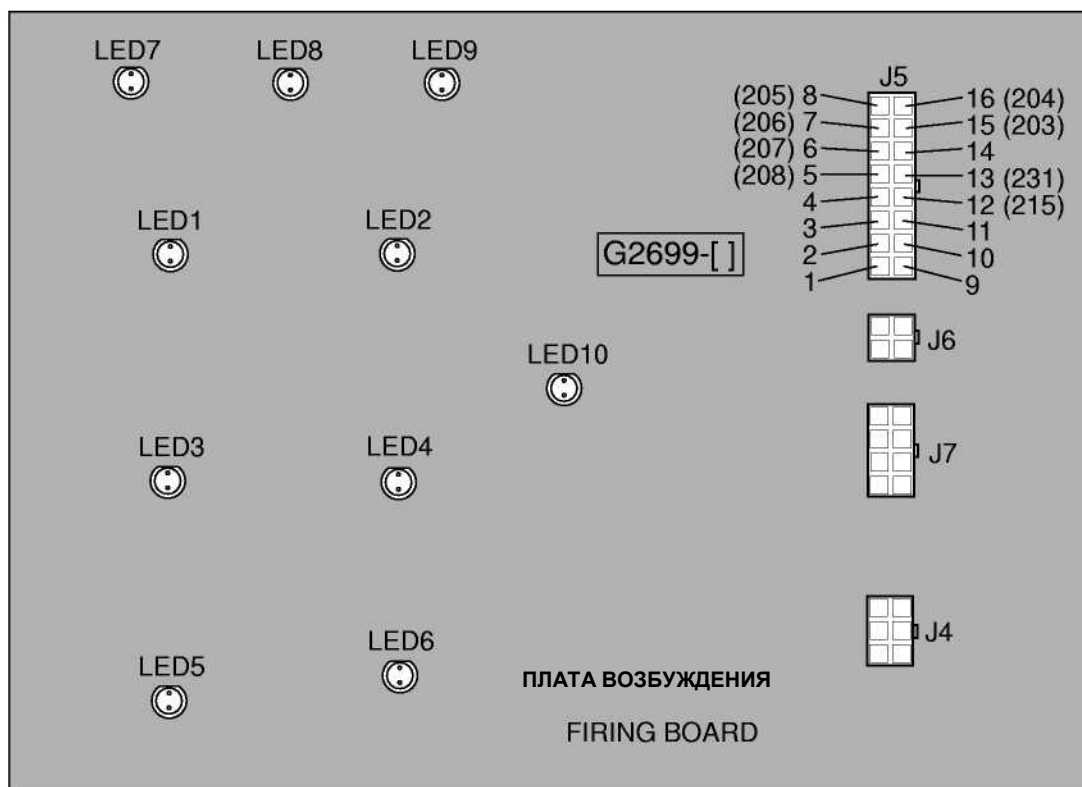 LED7 LED8 LED9
J5
(205) 8 16 (204)
(206) 7 15 (203)
(207) 6 14
(208) 5 13 (231)
4 12 (215)
3 11
2 10
1 9
LED1 LED2
G2699-[ ]
J6
LED10
LED3 LED4
J7
J4
LED5 LED6
ПЛАТА ВОЗБУЖДЕНИЯ
FIRING BOARD